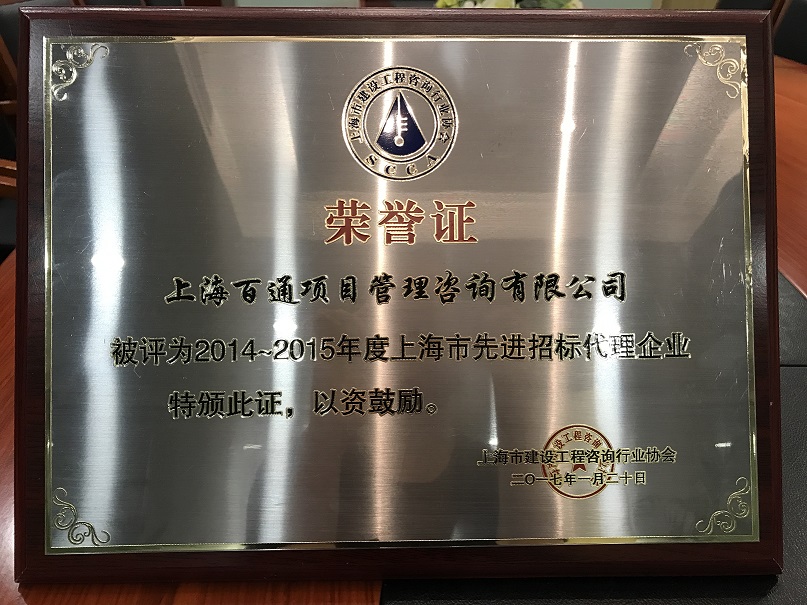 上海市建设工程咨询行业协会
SCCA
荣誉证
上海百通项目管理咨询有限公司
被评为2014~2015年度上海市先进招标代理企业
特颁此证，以资鼓励。
上海市建设工程咨询行业协会
二〇一七年一月二十日